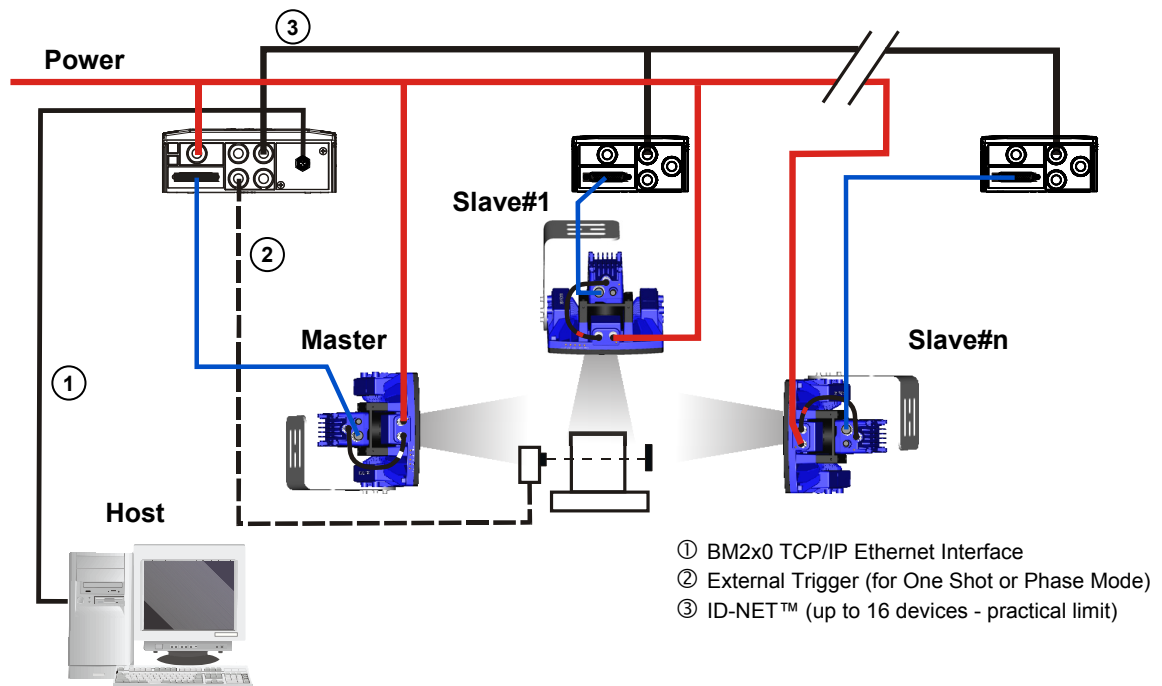 ③
Power
Slave#1
②
Master
Slave#n
①
Host
① BM2x0 TCP/IP Ethernet Interface
② External Trigger (for One Shot or Phase Mode)
③ ID-NET™ (up to 16 devices - practical limit)